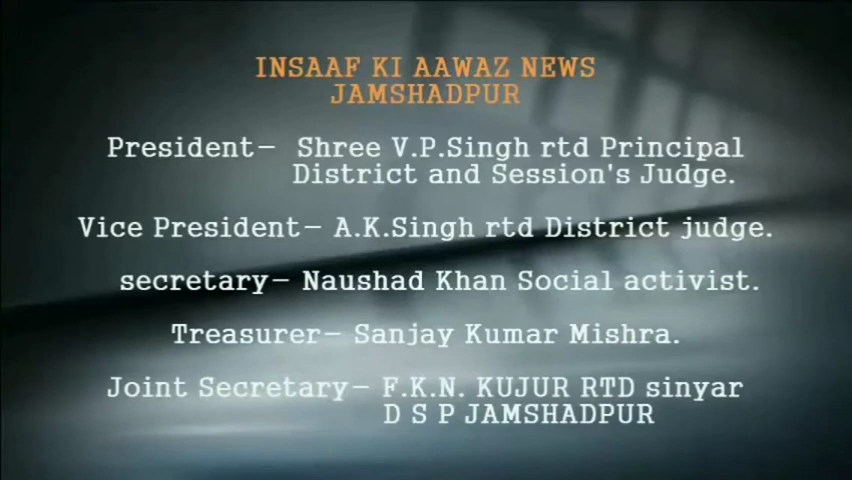 INSAAF KI AAWAZ NEWS
JAMSHADPUR
President- Shree V.P.Singh rtd Principal
District and Session's Judge.
Vice President- A.K.Singh rtd District judge.
secretary- Naushad Khan Social activist.
Treasurer- Sanjay Kumar Mishra.
Joint Secretary- F.K.N. KUJUR RTD sinyar
D S P JAMSHADPUR